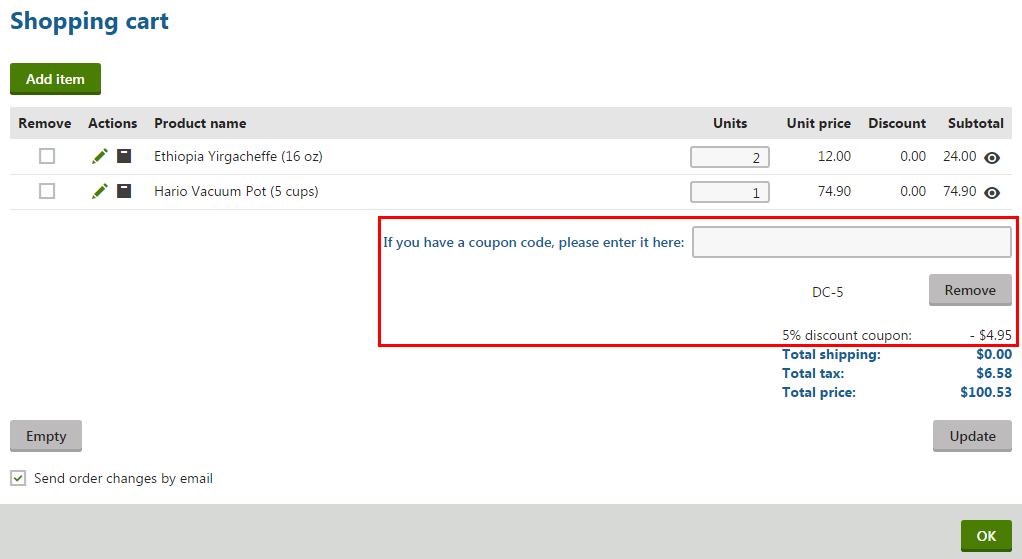 Shopping cart
Add item
Remove Actions Product name Units Unit price Discount Subtotal
Ethiopia Yirgacheffe (16 oz) 2 12.00 0.00 24.00
Hario Vacuum Pot (5 cups) 1 74.90 0.00 74.90
If you have a coupon code, please enter it here:
DC-5 Remove
5% discount coupon: - $4.95
Total shipping: $0.00
Total tax: $6.58
Total price: $100.53
Empty Update
Send order changes by email
OK